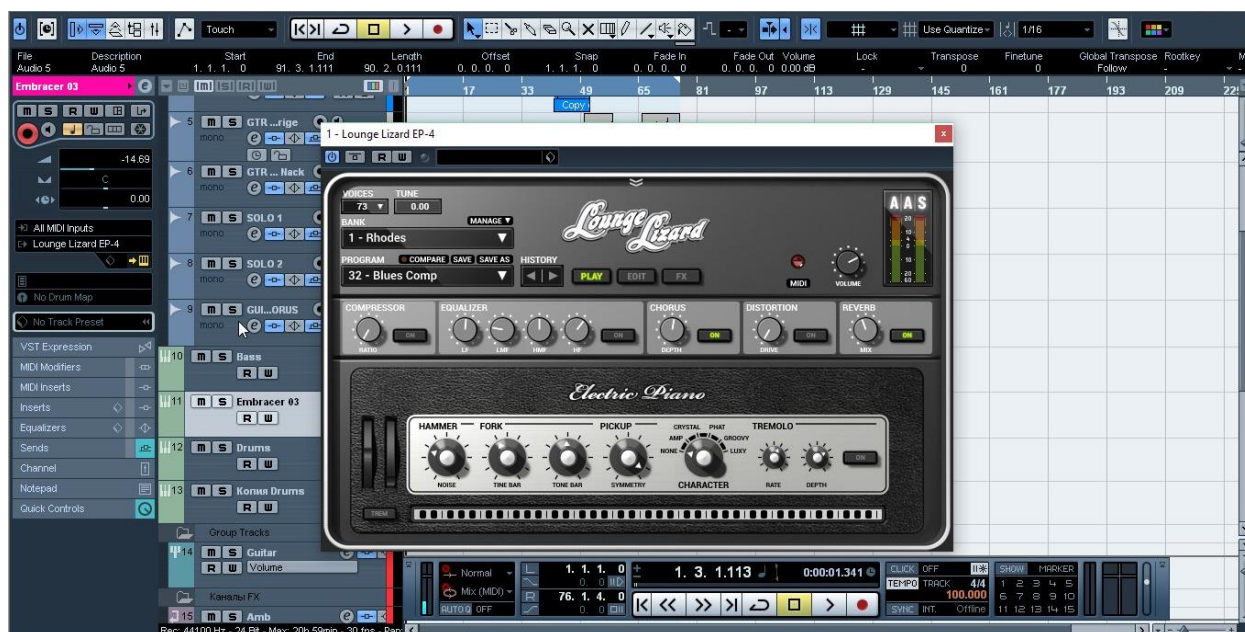 Touch
Use Quantize
1/16
File Description Start End Length Offset Snap Fade In Fade Out Volume Lock Transpose Finetune Global Transpose Rootkey
Audio 5 Audio 5 1. 1. 1. 0 91. 3. 1.111 90. 2. 0.111 0. 0. 0. 0 1. 1. 1. 0 0. 0. 0. 0 0. 0. 0. 0 0.00 dB - 0 0 Follow -
Embracer 03
17 33 49 65 81 97 113 129 145 161 177 193 209
Copy
m S R W
-14.69
C
0.00
All MIDI Inputs
Lounge Lizard EP-4
No Drum Map
No Track Preset
VST Expression
MIDI Modifiers
MIDI Inserts
Inserts
Equalizers
Sends
Channel
Notepad
Quick Controls
5 m S GTR ...rige
mono
6 m S GTR ... Nack
mono
7 m S SOLO 1
mono
8 m S SOLO 2
mono
9 m S GUI...ORUS
mono
10 m S Bass
R W
11 m S Embracer 03
R W
12 m S Drums
R W
13 m S Копия Drums
R W
Group Tracks
14 m S Guitar
R W Volume
Каналы FX
15 m S Amb
Rec: 44100 Hz - 24 Bit - Max: 20h 59min - 30 fps - Pan:
1 - Lounge Lizard EP-4
R W
VOICES TUNE
73 0.00
BANK MANAGE
1 - Rhodes
PROGRAM COMPARE SAVE SAVE AS HISTORY
32 - Blues Comp
PLAY EDIT FX
Lounge Lizard
MIDI VOLUME
AAS
COMPRESSOR EQUALIZER CHORUS DISTORTION REVERB
ON ON ON ON ON
RATIO LF LMF HMF HF DEPTH DRIVE MIX
Electric Piano
HAMMER FORK PICKUP TREMOLO
CRYSTAL PHAT
AMP GROOVY
NONE LUXY
ON
NOISE TINE BAR TONE BAR SYMMETRY CHARACTER RATE DEPTH
TREM
Normal
Mix (MIDI)
AUTO Q OFF
L 1. 1. 1. 0
R 76. 1. 4. 0
1. 3. 1.113
0:00:01.341
CLICK OFF
TEMPO TRACK 4/4
100.000
SYNC INT. Offline
SHOW MARKER
1 2 3 4 5
6 7 8 9 10
11 12 13 14 15